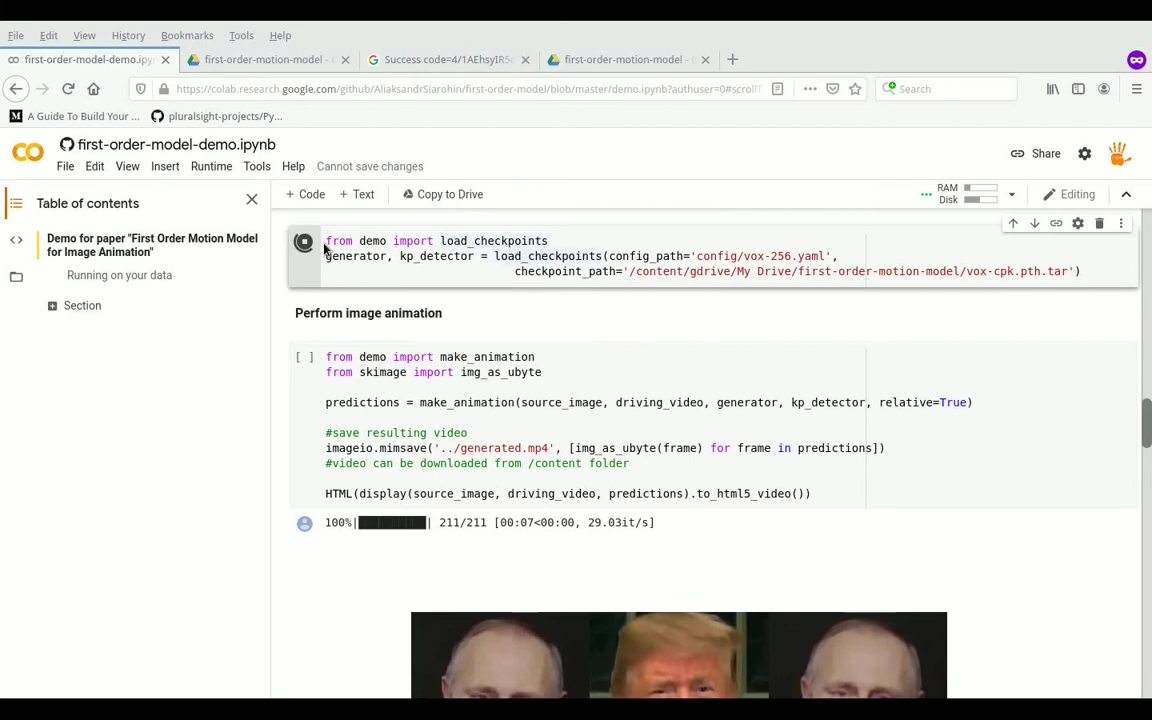 File Edit View History Bookmarks Tools Help
first-order-model-demo.ipy
first-order-motion-model -
Success code=4/1AEhsyIR5
first-order-motion-model -
https://colab.research.google.com/github/AliaksandrSiarohin/first-order-model/blob/master/demo.ipynb?authuser=0#scrollT
Search
A Guide To Build Your ... pluralsight-projects/Py...
first-order-model-demo.ipynb
File Edit View Insert Runtime Tools Help Cannot save changes
Share
Table of contents
+ Code + Text Copy to Drive
RAM
Disk
Editing
Demo for paper "First Order Motion Model
for Image Animation"
Running on your data
Section
from demo import load_checkpoints
generator, kp_detector = load_checkpoints(config_path='config/vox-256.yaml',
checkpoint_path='/content/gdrive/My Drive/first-order-motion-model/vox-cpk.pth.tar')
Perform image animation
[ ] from demo import make_animation
from skimage import img_as_ubyte
predictions = make_animation(source_image, driving_video, generator, kp_detector, relative=True)
#save resulting video
imageio.mimsave('../generated.mp4', [img_as_ubyte(frame) for frame in predictions])
#video can be downloaded from /content folder
HTML(display(source_image, driving_video, predictions).to_html5_video())
100%|██████████| 211/211 [00:07<00:00, 29.03it/s]